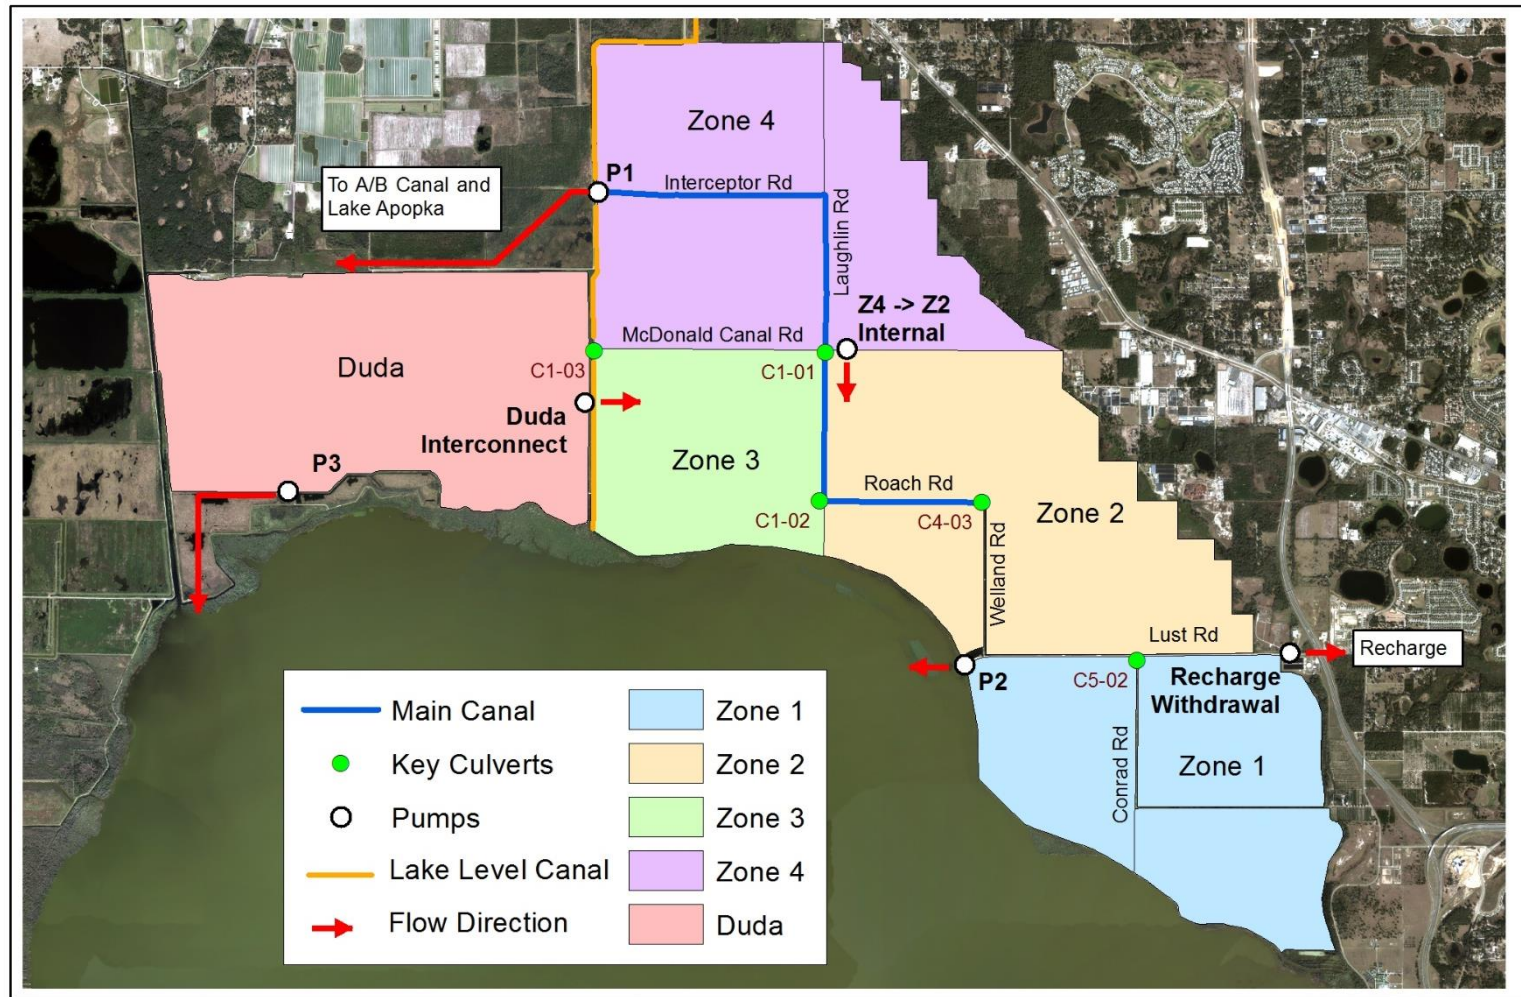 Zone 4
P1
Interceptor Rd
To A/B Canal and
Lake Apopka
Laughlin Rd
Z4 -> Z2
Internal
McDonald Canal Rd
Duda
C1-03
C1-01
Duda
Interconnect
Zone 3
P3
Roach Rd
C1-02
C4-03
Zone 2
Welland Rd
Lust Rd
Recharge
P2
C5-02
Recharge
Withdrawal
Conrad Rd
Zone 1
Main Canal
Key Culverts
Pumps
Lake Level Canal
Flow Direction
Zone 1
Zone 2
Zone 3
Zone 4
Duda